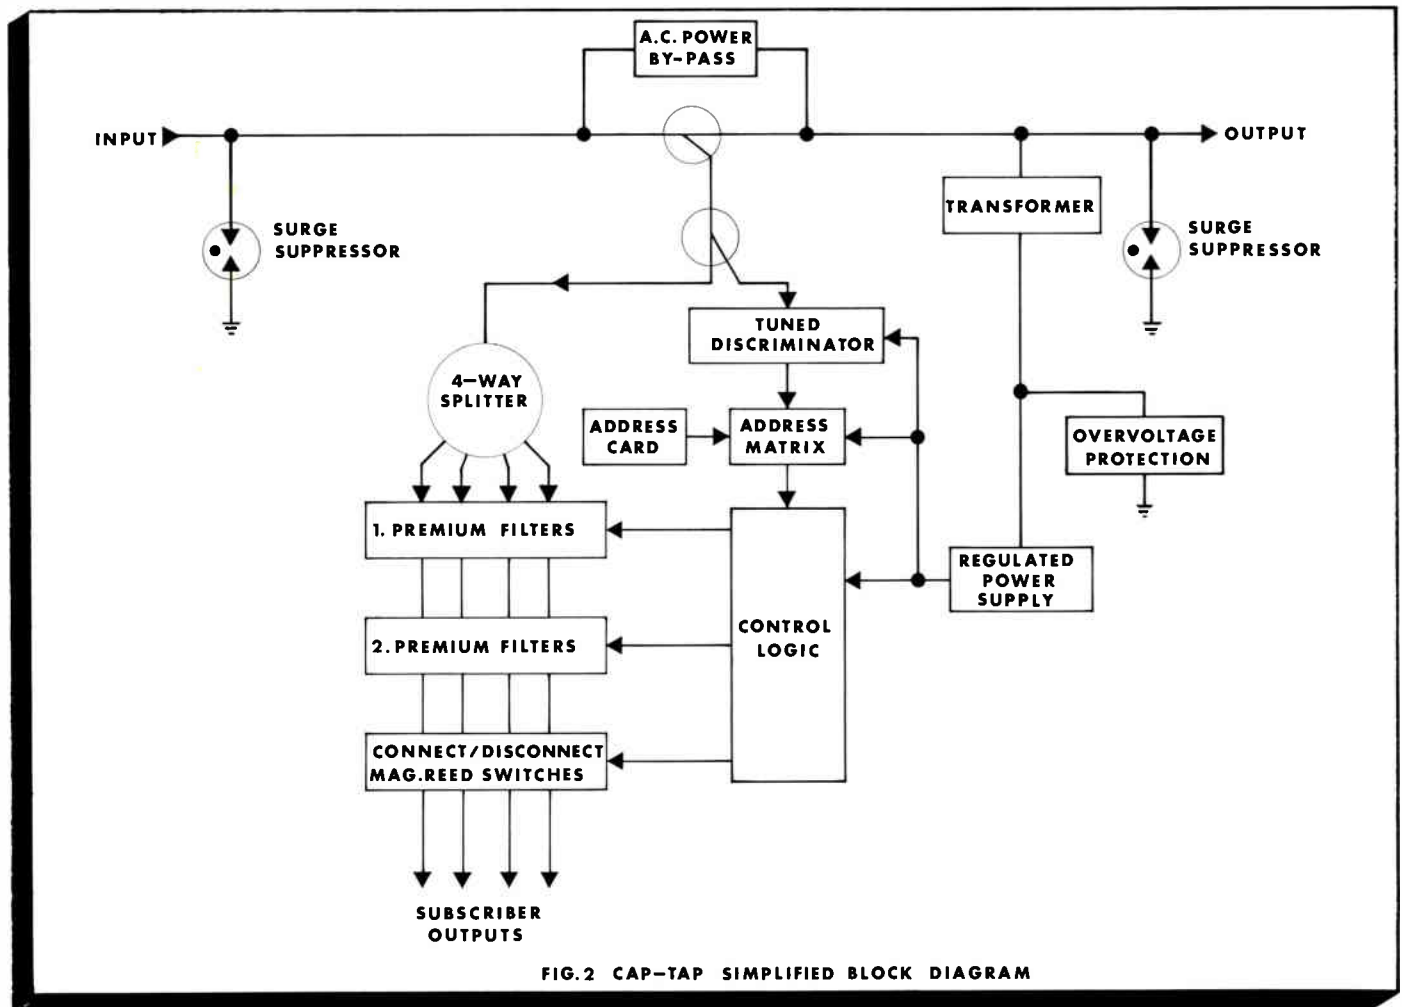 A.C. POWER
BY-PASS
INPUT
OUTPUT
TRANSFORMER
SURGE
SUPPRESSOR
SURGE
SUPPRESSOR
TUNED
DISCRIMINATOR
4-WAY
SPLITTER
ADDRESS
CARD
ADDRESS
MATRIX
OVERVOLTAGE
PROTECTION
1. PREMIUM FILTERS
REGULATED
POWER
SUPPLY
2. PREMIUM FILTERS
CONTROL
LOGIC
CONNECT/DISCONNECT
MAG.REED SWITCHES
SUBSCRIBER
OUTPUTS
FIG. 2 CAP-TAP SIMPLIFIED BLOCK DIAGRAM